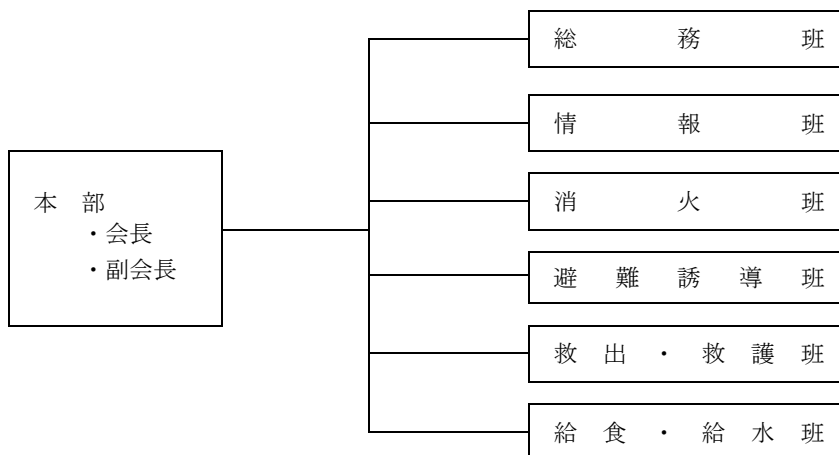 本部
・会長
・副会長
総務班
情報班
消火班
避難誘導班
救出・救護班
給食・給水班